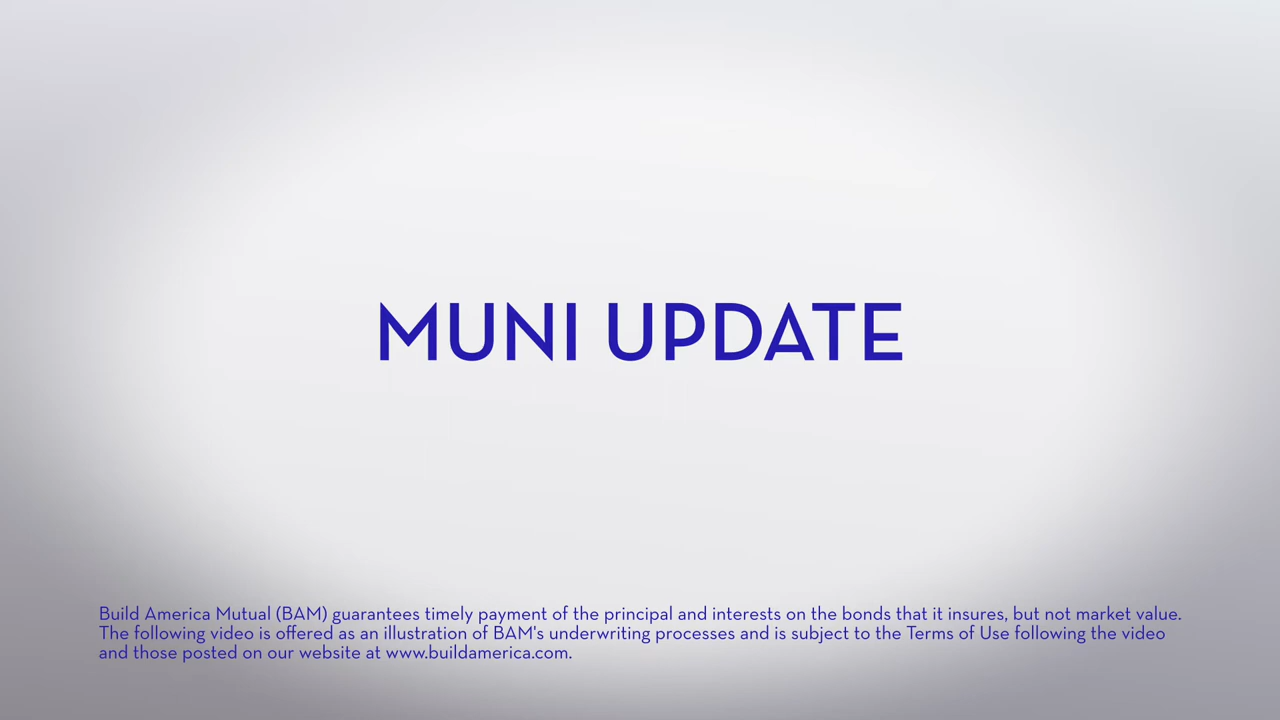 MUNI UPDATE
Build America Mutual (BAM) guarantees timely payment of the principal and interests on the bonds that it insures, but not market value.
The following video is offered as an illustration of BAM's underwriting processes and is subject to the Terms of Use following the video
and those posted on our website at www.buildamerica.com.